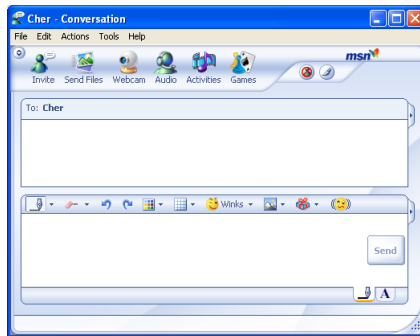 Cher - Conversation
File Edit Actions Tools Help
msn
Invite Send Files Webcam Audio Activities Games
To: Cher
Winks
Send
A